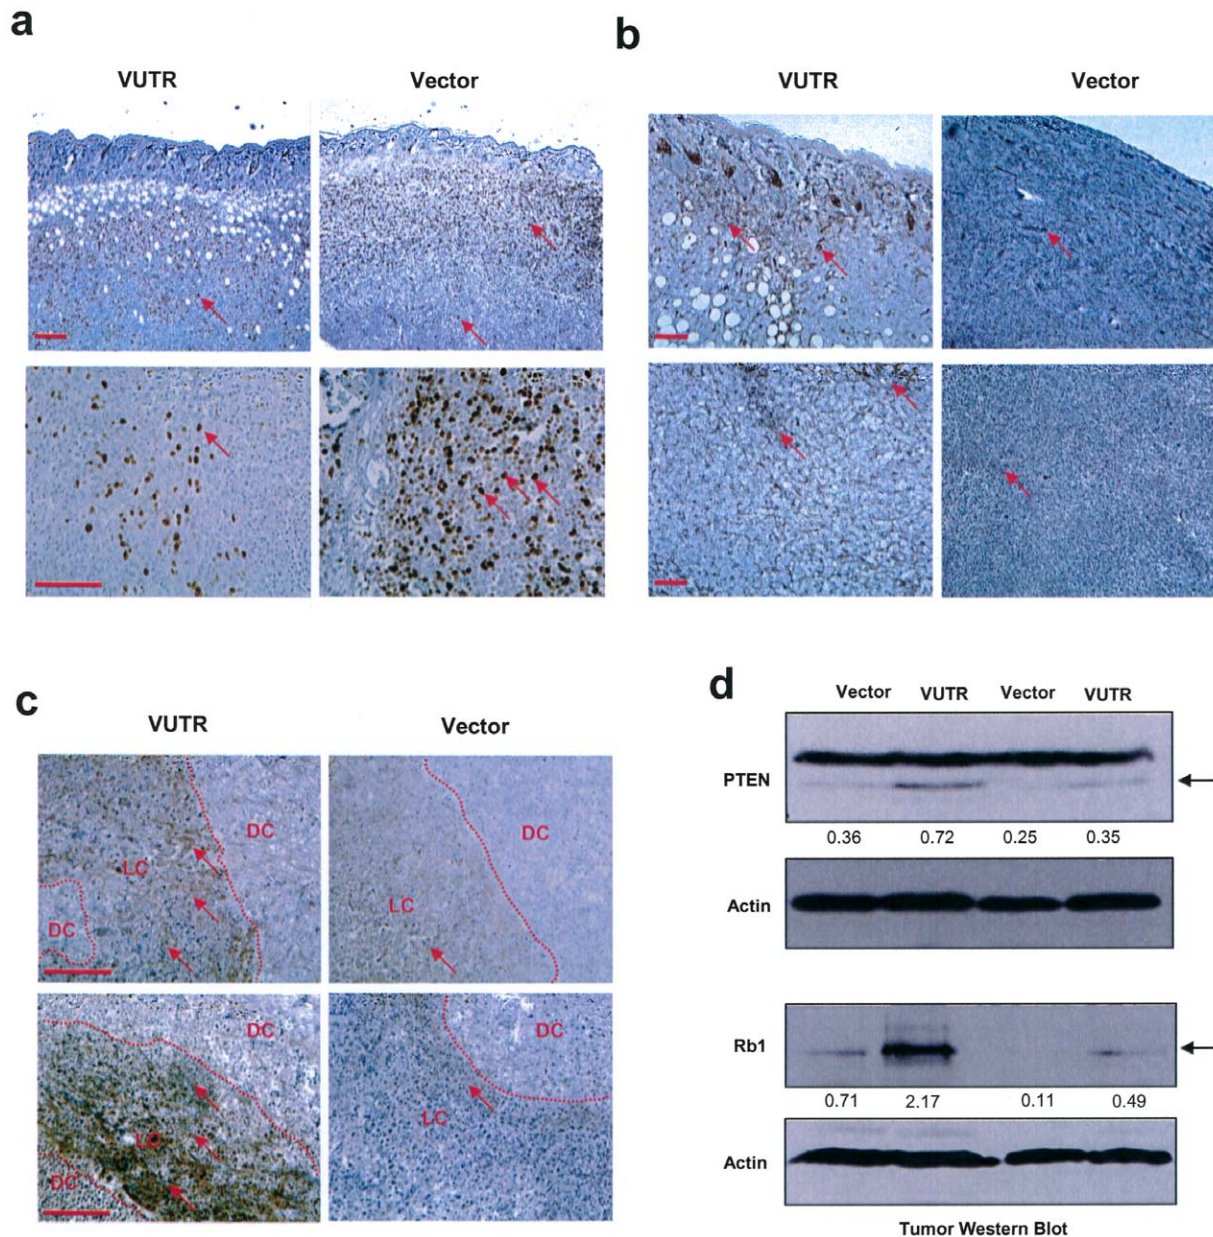 a
VUTR Vector
b
VUTR Vector
c
VUTR Vector
DC
LC
DC
DC
LC
DC
LC
DC
DC
LC
d
Vector VUTR Vector VUTR
PTEN
0.36 0.72 0.25 0.35
Actin
Rb1
0.71 2.17 0.11 0.49
Actin
Tumor Western Blot